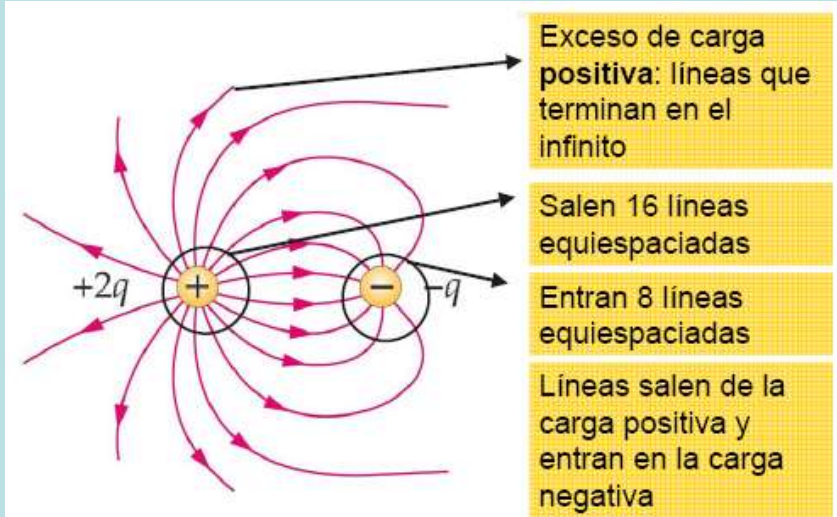 +2q
+
−
−q
Exceso de carga
positiva: líneas que
terminan en el
infinito
Salen 16 líneas
equiespaciadas
Entran 8 líneas
equiespaciadas
Líneas salen de la
carga positiva y
entran en la carga
negativa